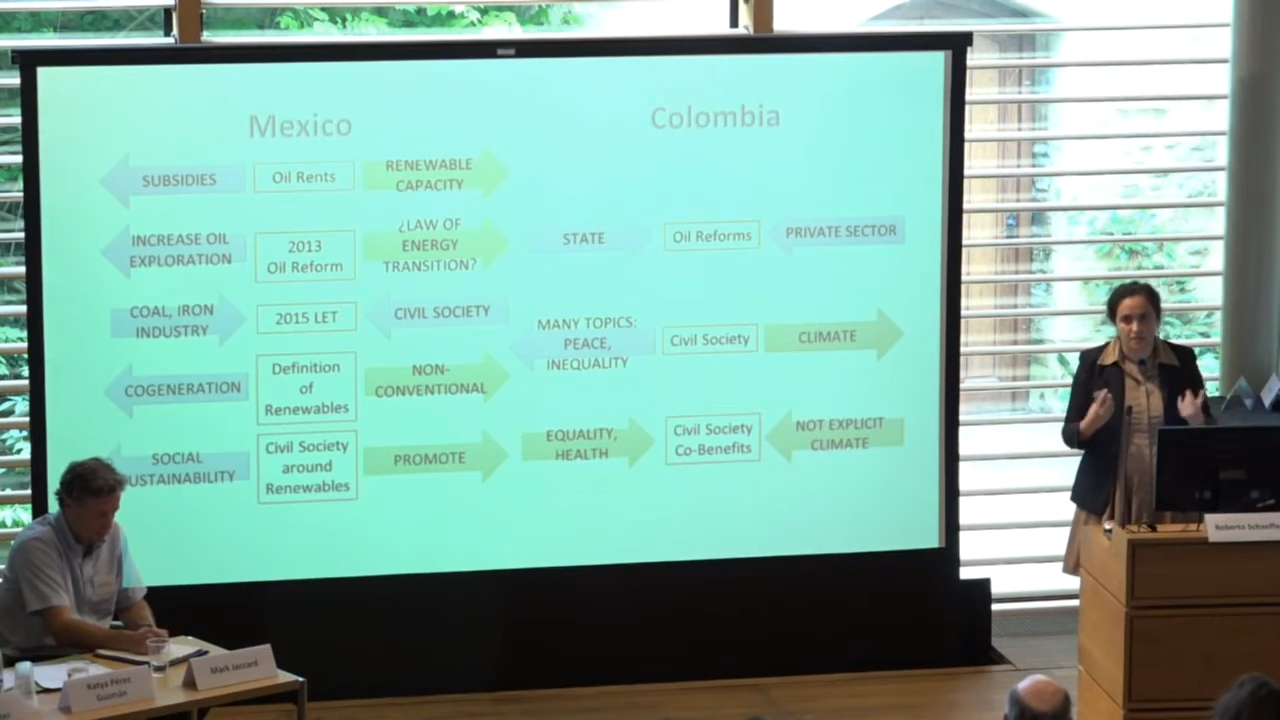 Mexico
Colombia
SUBSIDIES
Oil Rents
RENEWABLE
CAPACITY
INCREASE OIL
EXPLORATION
2013
Oil Reform
¿LAW OF
ENERGY
TRANSITION?
STATE
Oil Reforms
PRIVATE SECTOR
COAL, IRON
INDUSTRY
2015 LET
CIVIL SOCIETY
MANY TOPICS:
PEACE,
INEQUALITY
Civil Society
CLIMATE
COGENERATION
Definition
of
Renewables
NON-
CONVENTIONAL
SOCIAL
USTAINABILITY
Civil Society
around
Renewables
PROMOTE
EQUALITY,
HEALTH
Civil Society
Co-Benefits
NOT EXPLICIT
CLIMATE
Roberto Schaeffe
Mark Jaccard
Katya Pérez
Guzmán